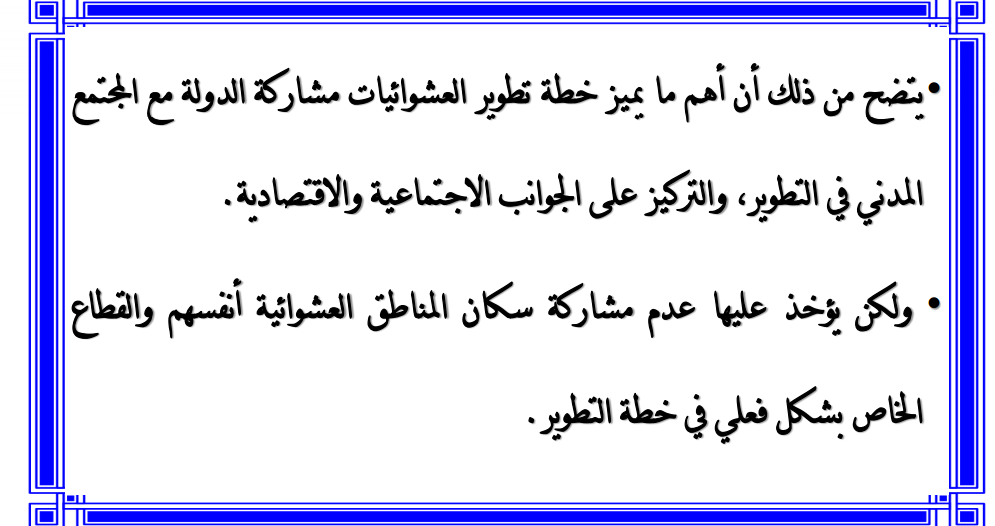 •يتضح من ذلك أن أهم ما يميز خطة تطوير العشوائيات مشاركة الدولة مع المجتمع
المدني في التطوير، والتركيز على الجوانب الاجتماعية والاقتصادية.
• ولكن يؤخذ عليها عدم مشاركة سكان المناطق العشوائية أنفسهم والقطاع
الخاص بشكل فعلي في خطة التطوير.